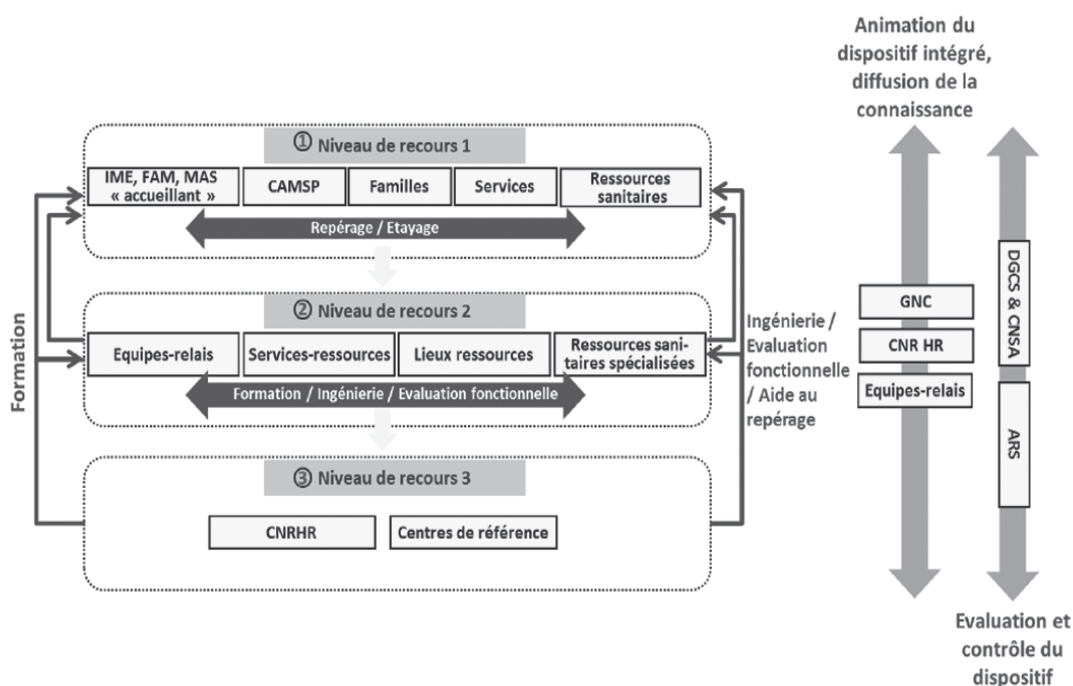 Animation du
dispositif intégré,
diffusion de la
connaissance
① Niveau de recours 1
IME, FAM, MAS
« accueillant »
CAMSP
Familles
Services
Ressources
sanitaires
Repérage / Etayage
② Niveau de recours 2
Equipes-relais
Services-ressources
Lieux ressources
Ressources sani-
taires spécialisées
Formation / Ingénierie / Evaluation fonctionnelle
③ Niveau de recours 3
CNRHR
Centres de référence
Formation
Ingénierie /
Evaluation
fonctionnelle
/ Aide au
repérage
GNC
CNR HR
Equipes-relais
DGCS & CNSA
ARS
Evaluation et
contrôle du
dispositif